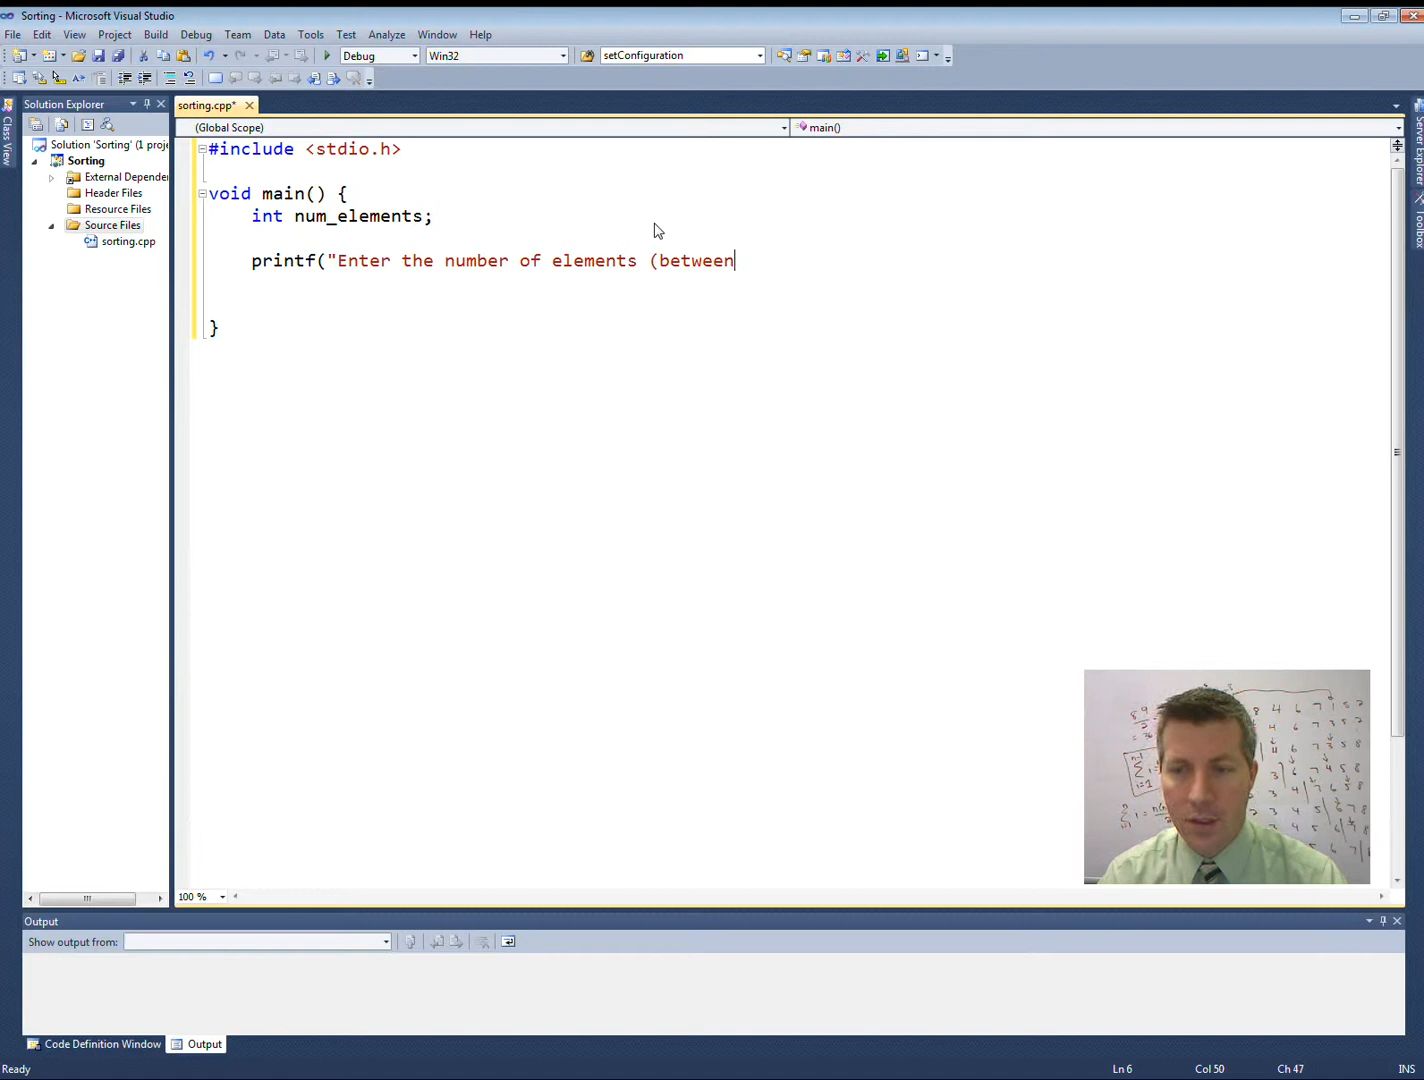 Sorting - Microsoft Visual Studio
File Edit View Project Build Debug Team Data Tools Test Analyze Window Help
Debug Win32 setConfiguration
Solution Explorer
sorting.cpp*
(Global Scope) main()
Class View
Server Explorer
Toolbox
Solution 'Sorting' (1 proje
Sorting
External Depende
Header Files
Resource Files
Source Files
sorting.cpp
#include <stdio.h>
void main() {
int num_elements;
printf("Enter the number of elements (between
}
100 %
Output
Show output from:
Code Definition Window Output
Ready Ln 6 Col 50 Ch 47 INS